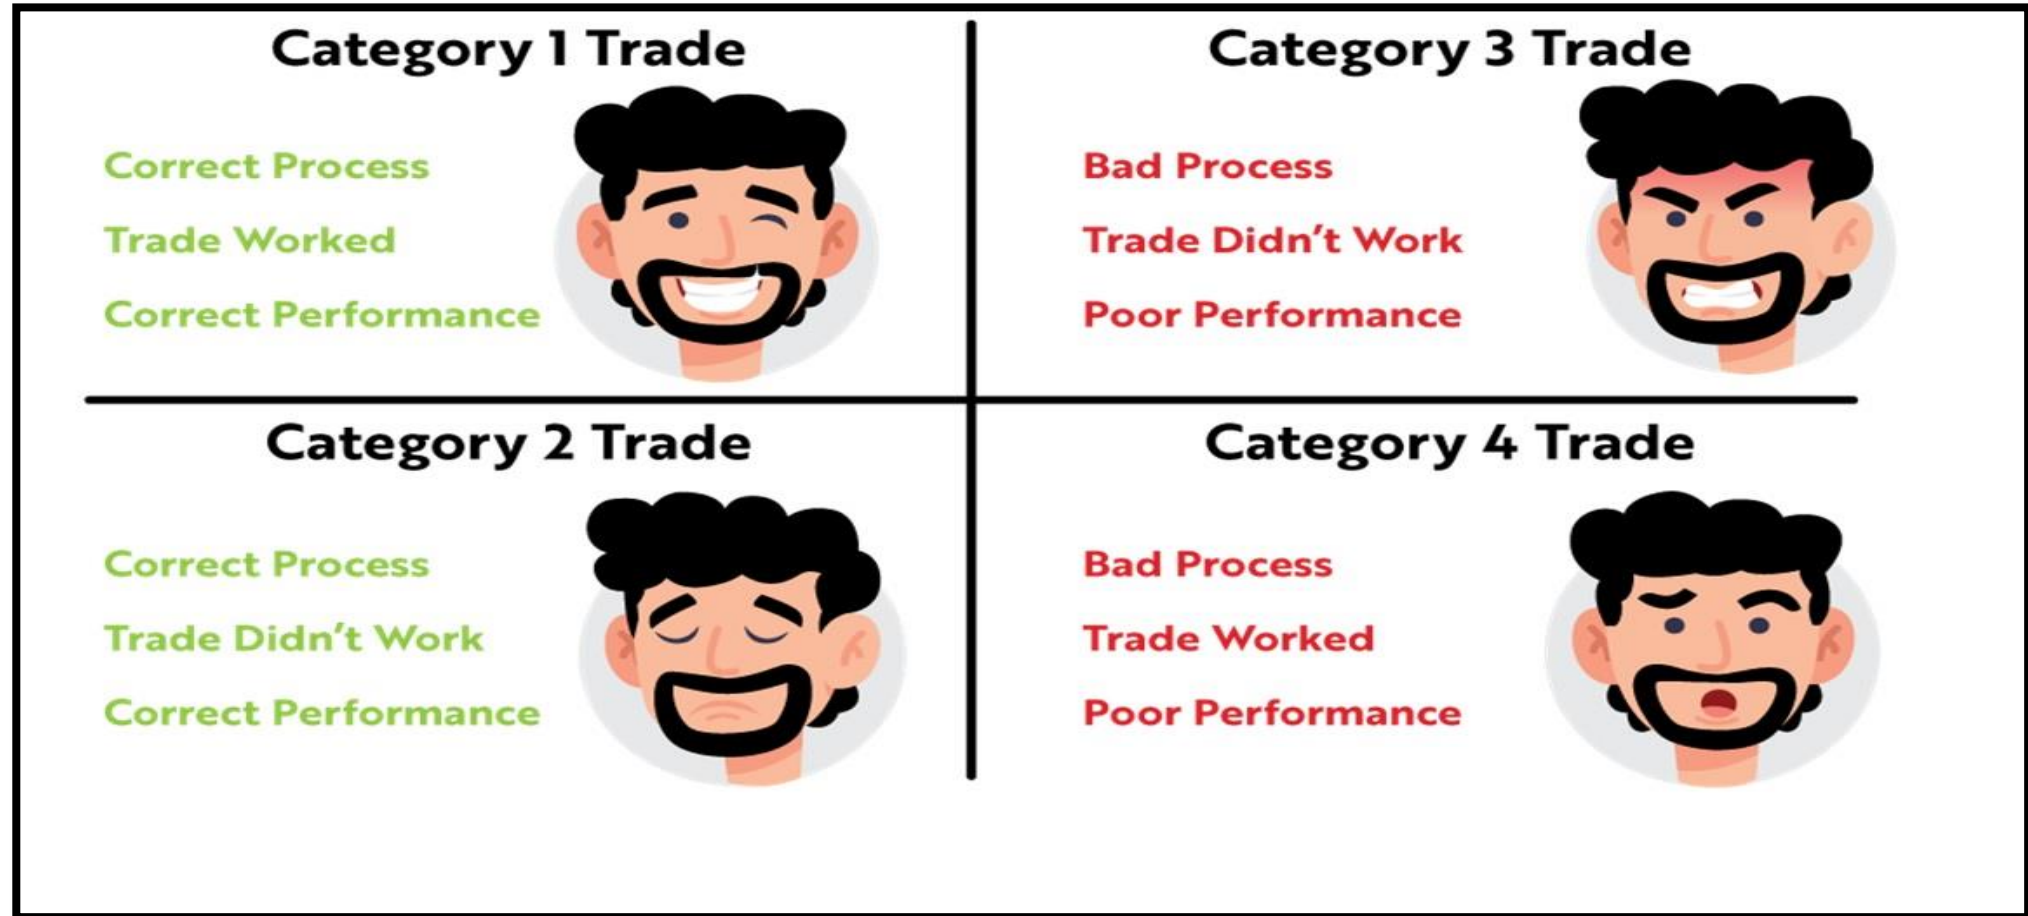 Category 1 Trade
Correct Process
Trade Worked
Correct Performance
Category 3 Trade
Bad Process
Trade Didn't Work
Poor Performance
Category 2 Trade
Correct Process
Trade Didn't Work
Correct Performance
Category 4 Trade
Bad Process
Trade Worked
Poor Performance